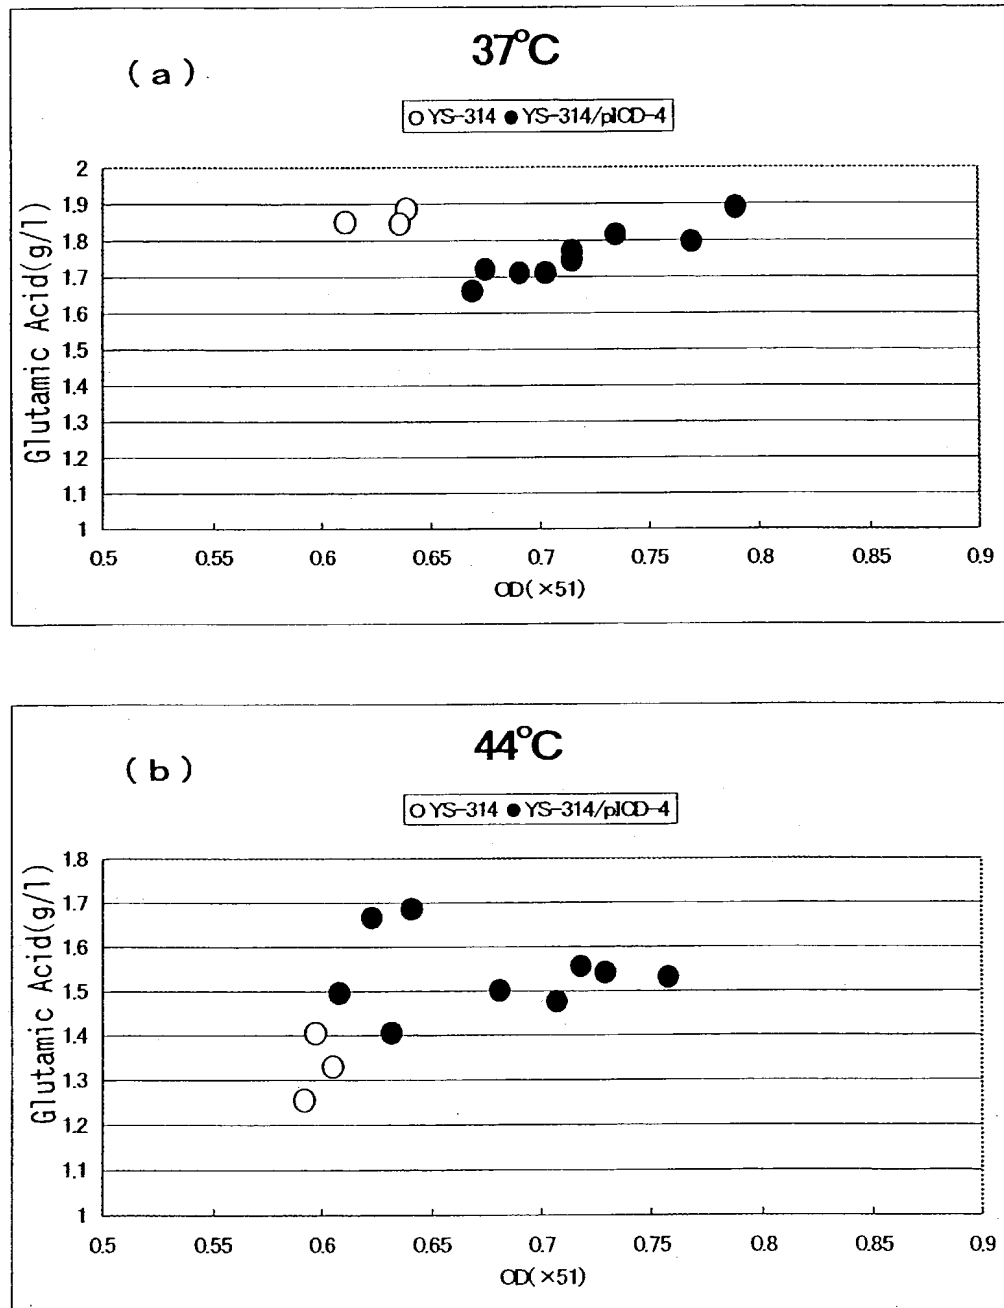 (a)
37°C
○ YS-314 ● YS-314/pICD-4
Glutamic Acid(g/l)
2
1.9
1.8
1.7
1.6
1.5
1.4
1.3
1.2
1.1
1
0.5 0.55 0.6 0.65 0.7 0.75 0.8 0.85 0.9
OD(×51)
(b)
44°C
○ YS-314 ● YS-314/pICD-4
Glutamic Acid(g/l)
1.8
1.7
1.6
1.5
1.4
1.3
1.2
1.1
1
0.5 0.55 0.6 0.65 0.7 0.75 0.8 0.85 0.9
OD(×51)